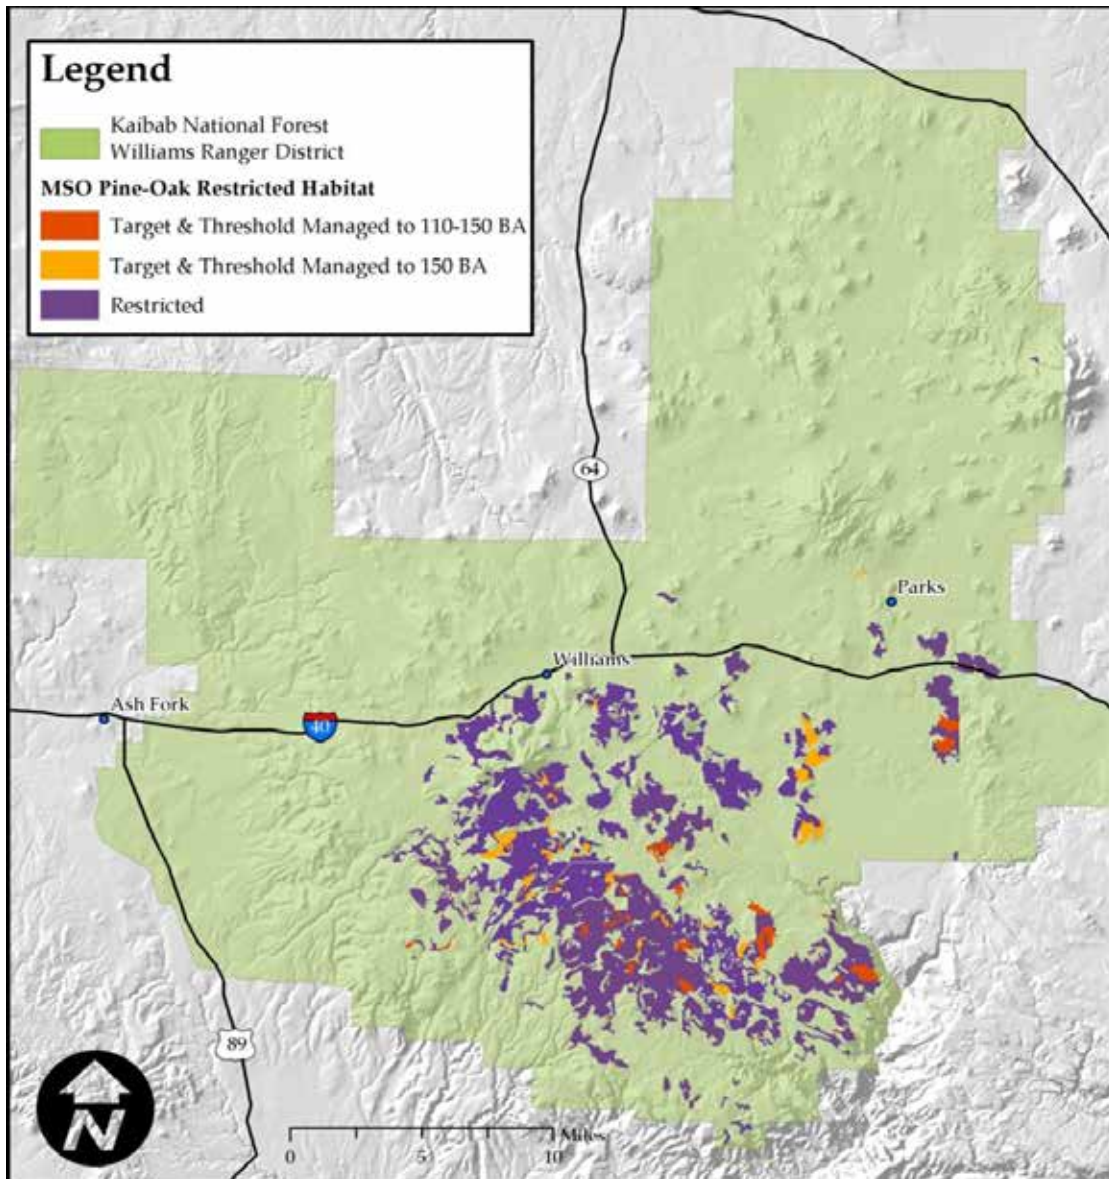 Legend
Kaibab National Forest
Williams Ranger District
MSO Pine-Oak Restricted Habitat
Target & Threshold Managed to 110-150 BA
Target & Threshold Managed to 150 BA
Restricted
64
Parks
Williams
Ash Fork
40
89
N
Miles
0 5 10